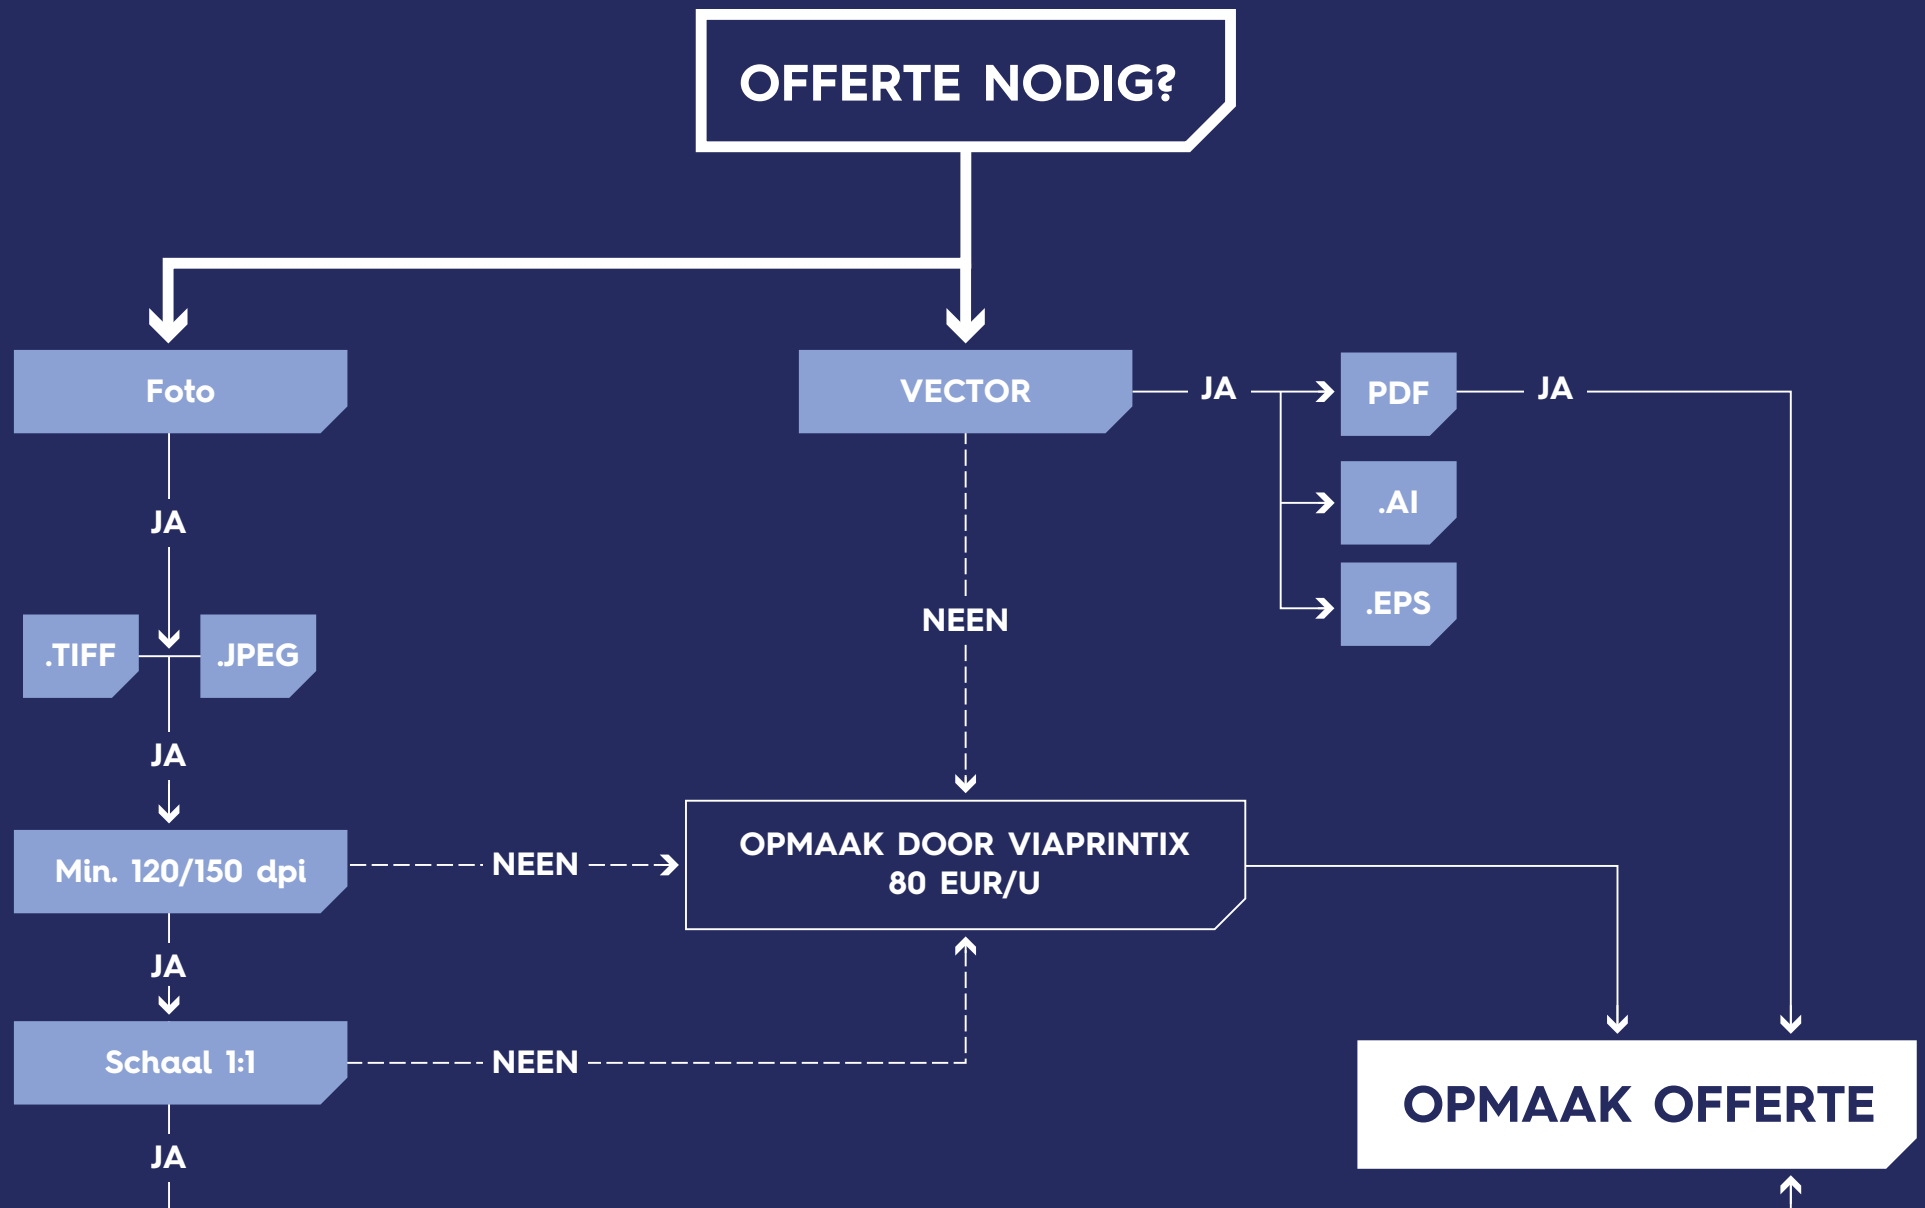 OFFERTE NODIG?
Foto
VECTOR
JA
PDF
JA
.AI
.EPS
JA
NEEN
.TIFF
.JPEG
JA
Min. 120/150 dpi
NEEN
OPMAAK DOOR VIAPRINTIX
80 EUR/U
JA
Schaal 1:1
NEEN
OPMAAK OFFERTE
JA